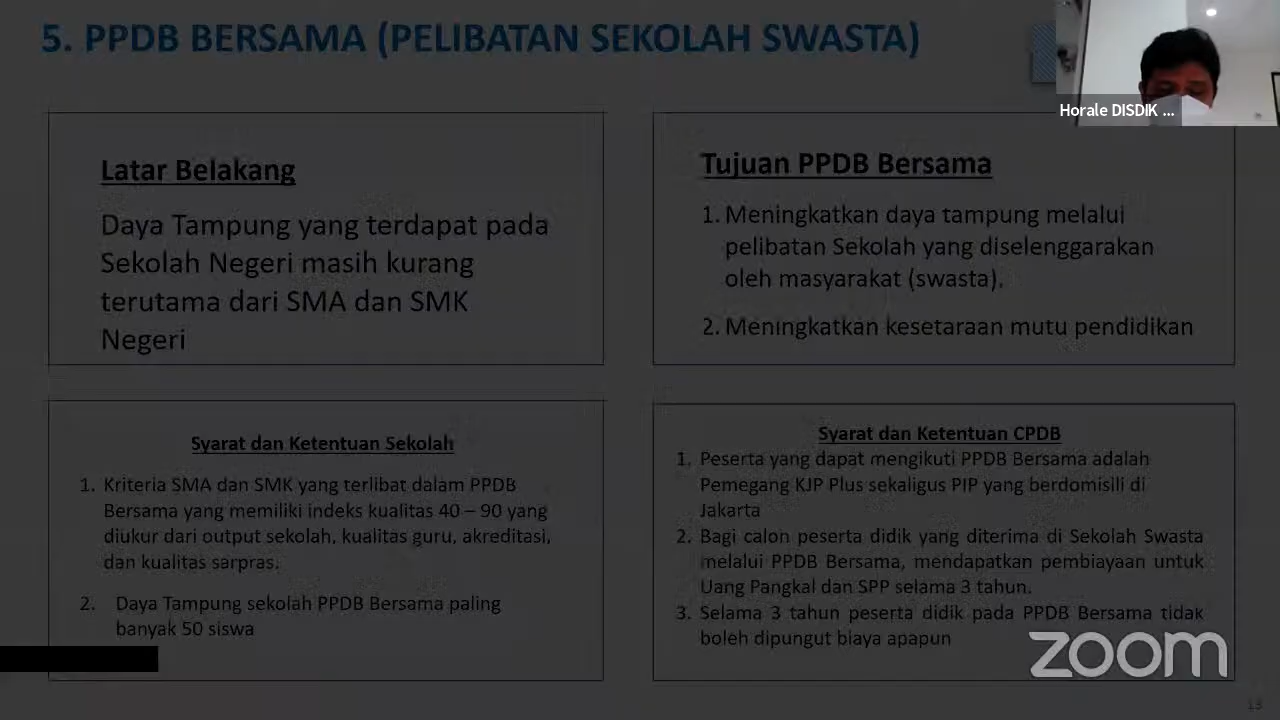 5. PPDB BERSAMA (PELIBATAN SEKOLAH SWASTA)
Horale DISDIK ...
Latar Belakang
Daya Tampung yang terdapat pada
Sekolah Negeri masih kurang
terutama dari SMA dan SMK
Negeri
Tujuan PPDB Bersama
1. Meningkatkan daya tampung melalui
pelibatan Sekolah yang diselenggarakan
oleh masyarakat (swasta).
2. Meningkatkan kesetaraan mutu pendidikan
Syarat dan Ketentuan Sekolah
1. Kriteria SMA dan SMK yang terlibat dalam PPDB
Bersama yang memiliki indeks kualitas 40 – 90 yang
diukur dari output sekolah, kualitas guru, akreditasi,
dan kualitas sarpras.
2. Daya Tampung sekolah PPDB Bersama paling
banyak 50 siswa
Syarat dan Ketentuan CPDB
1. Peserta yang dapat mengikuti PPDB Bersama adalah
Pemegang KJP Plus sekaligus PIP yang berdomisili di
Jakarta
2. Bagi calon peserta didik yang diterima di Sekolah Swasta
melalui PPDB Bersama, mendapatkan pembiayaan untuk
Uang Pangkal dan SPP selama 3 tahun.
3. Selama 3 tahun peserta didik pada PPDB Bersama tidak
boleh dipungut biaya apapun
zoom
13